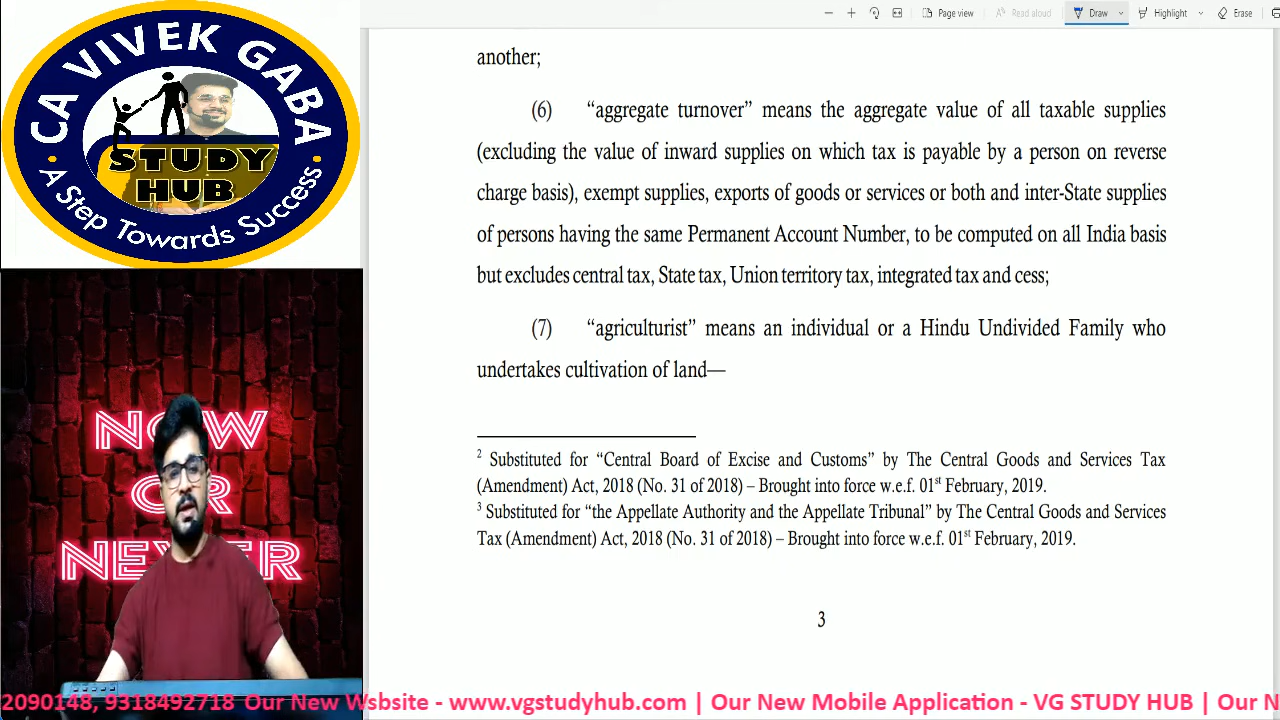 CA VIVEK GABA
STUDY
HUB
A Step Towards Success
NOW
OR
NEVER
Page view
Read aloud
Draw
Highlight
Erase
another;
(6) “aggregate turnover” means the aggregate value of all taxable supplies
(excluding the value of inward supplies on which tax is payable by a person on reverse
charge basis), exempt supplies, exports of goods or services or both and inter-State supplies
of persons having the same Permanent Account Number, to be computed on all India basis
but excludes central tax, State tax, Union territory tax, integrated tax and cess;
(7) “agriculturist” means an individual or a Hindu Undivided Family who
undertakes cultivation of land—
2 Substituted for “Central Board of Excise and Customs” by The Central Goods and Services Tax
(Amendment) Act, 2018 (No. 31 of 2018) – Brought into force w.e.f. 01st February, 2019.
3 Substituted for “the Appellate Authority and the Appellate Tribunal” by The Central Goods and Services
Tax (Amendment) Act, 2018 (No. 31 of 2018) – Brought into force w.e.f. 01st February, 2019.
3
2090148, 9318492718 Our New Wsbsite - www.vgstudyhub.com | Our New Mobile Application - VG STUDY HUB | Our N